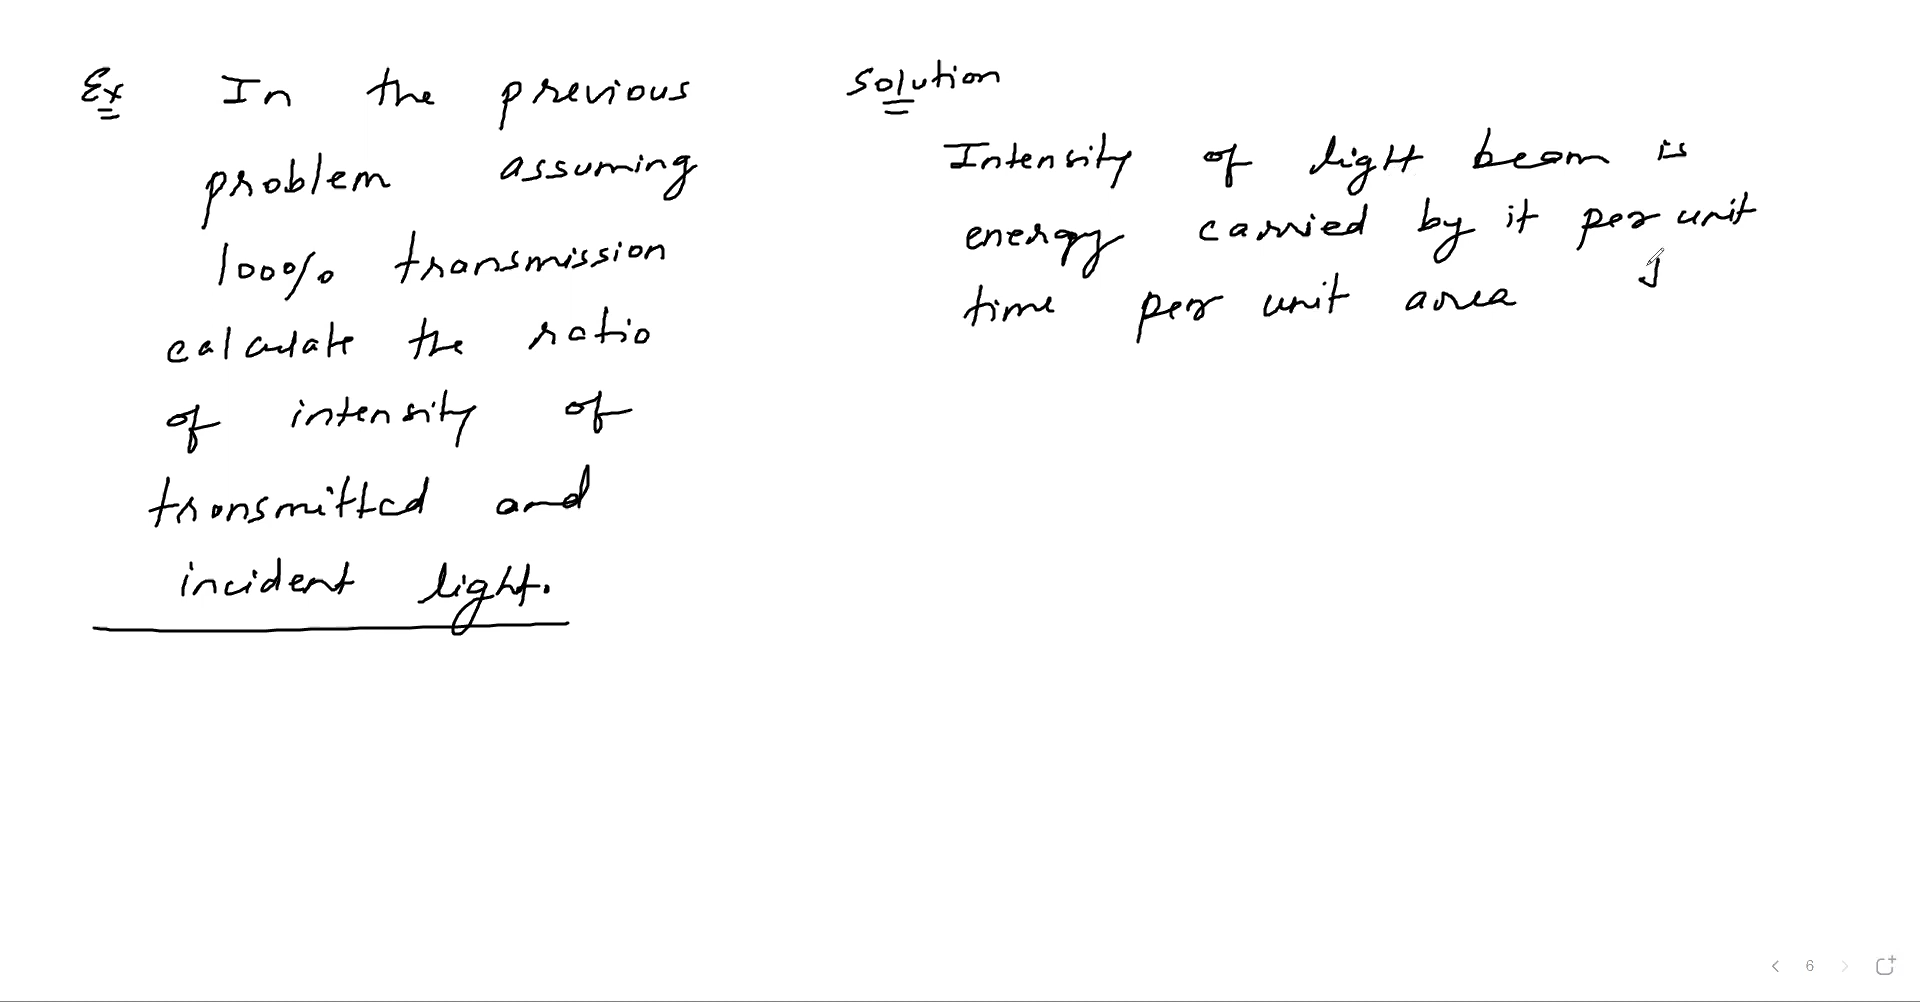 Ex In the previous
problem assuming
100% transmission
calculate the ratio
of intensity of
transmitted and
incident light.
Solution
Intensity of light beam is
energy carried by it per unit
time per unit area
6